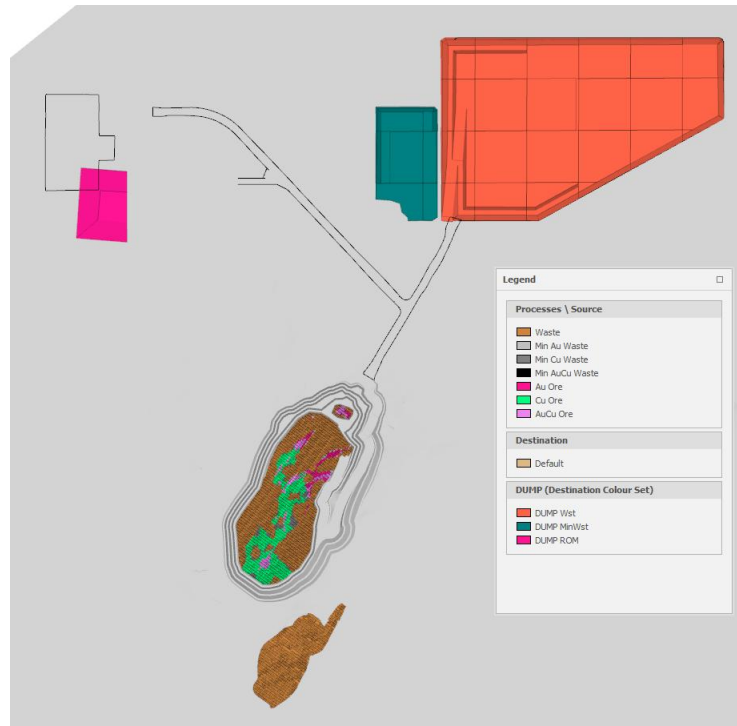 Legend
Processes \ Source
Waste
Min Au Waste
Min Cu Waste
Min AuCu Waste
Au Ore
Cu Ore
AuCu Ore
Destination
Default
DUMP (Destination Colour Set)
DUMP Wst
DUMP MinWst
DUMP ROM